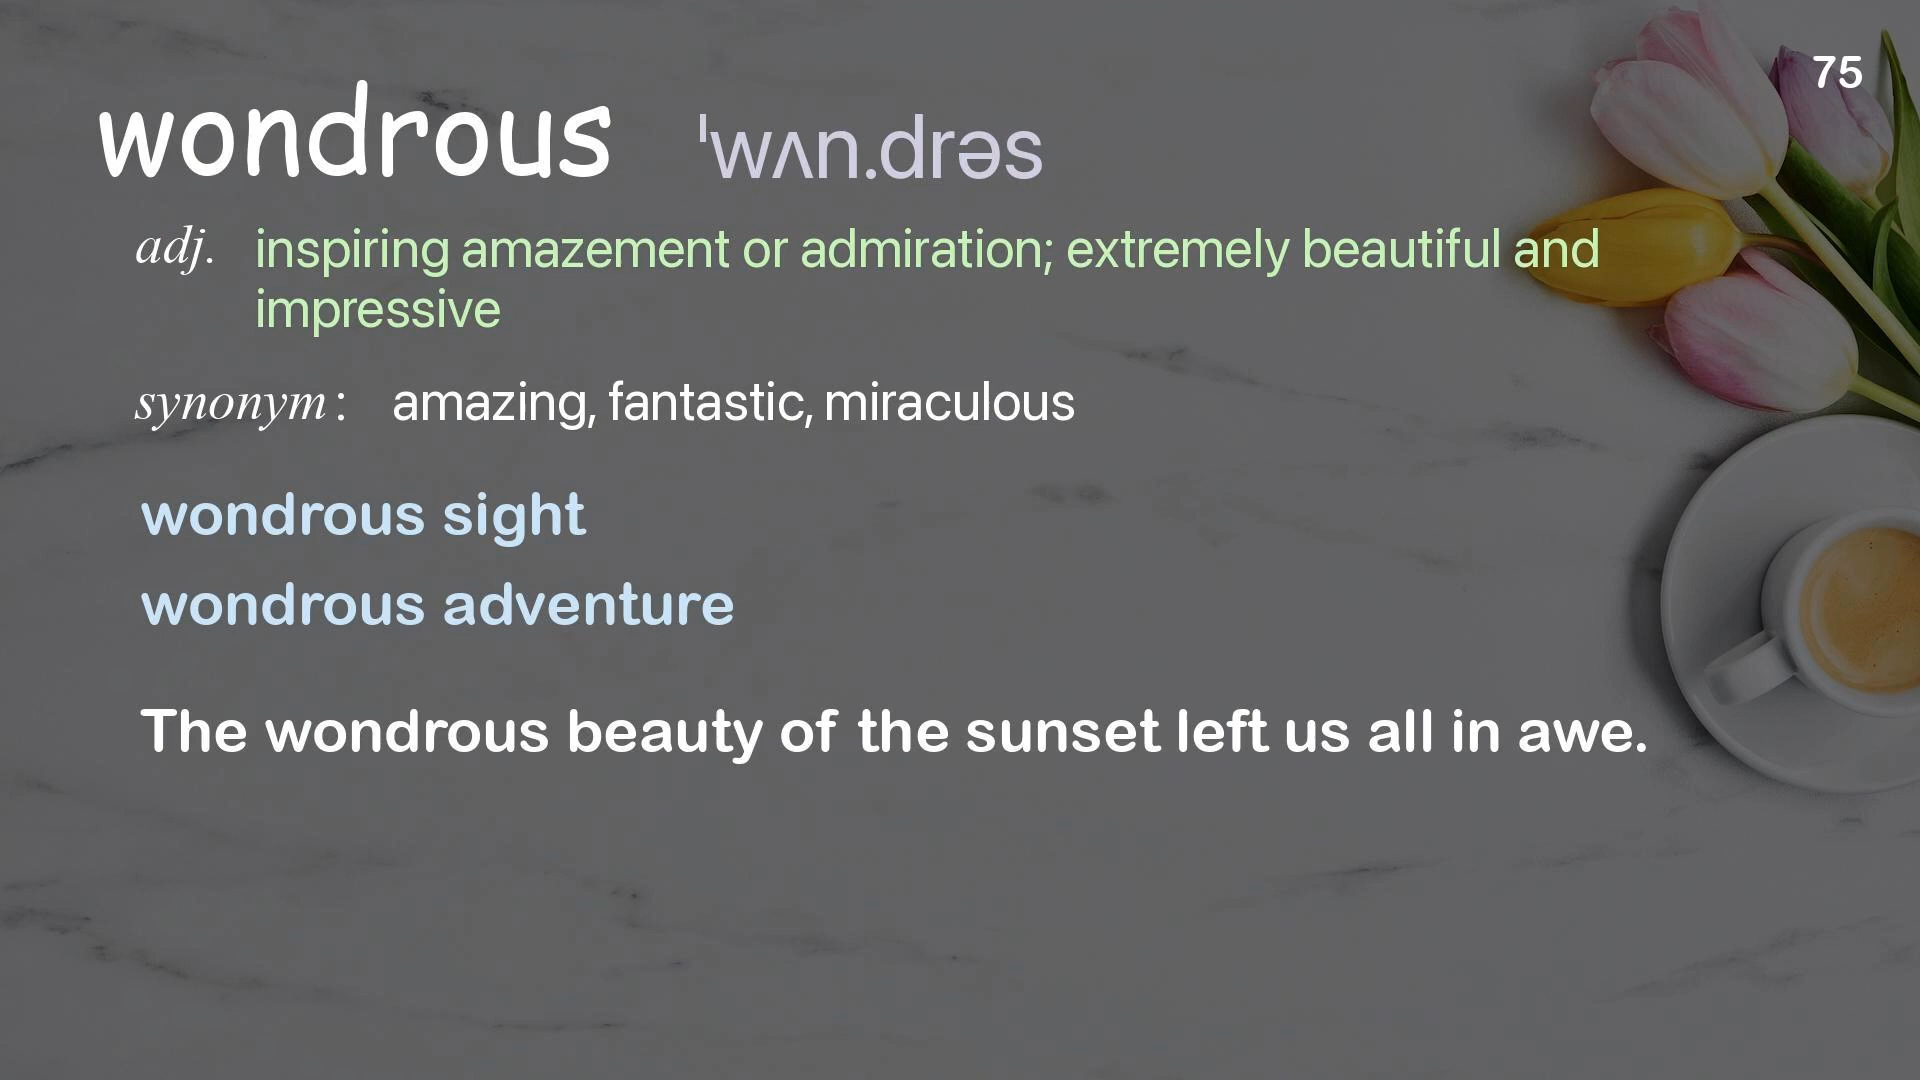 75
wondrous ˈwʌn.drəs
adj. inspiring amazement or admiration; extremely beautiful and
impressive
synonym: amazing, fantastic, miraculous
wondrous sight
wondrous adventure
The wondrous beauty of the sunset left us all in awe.